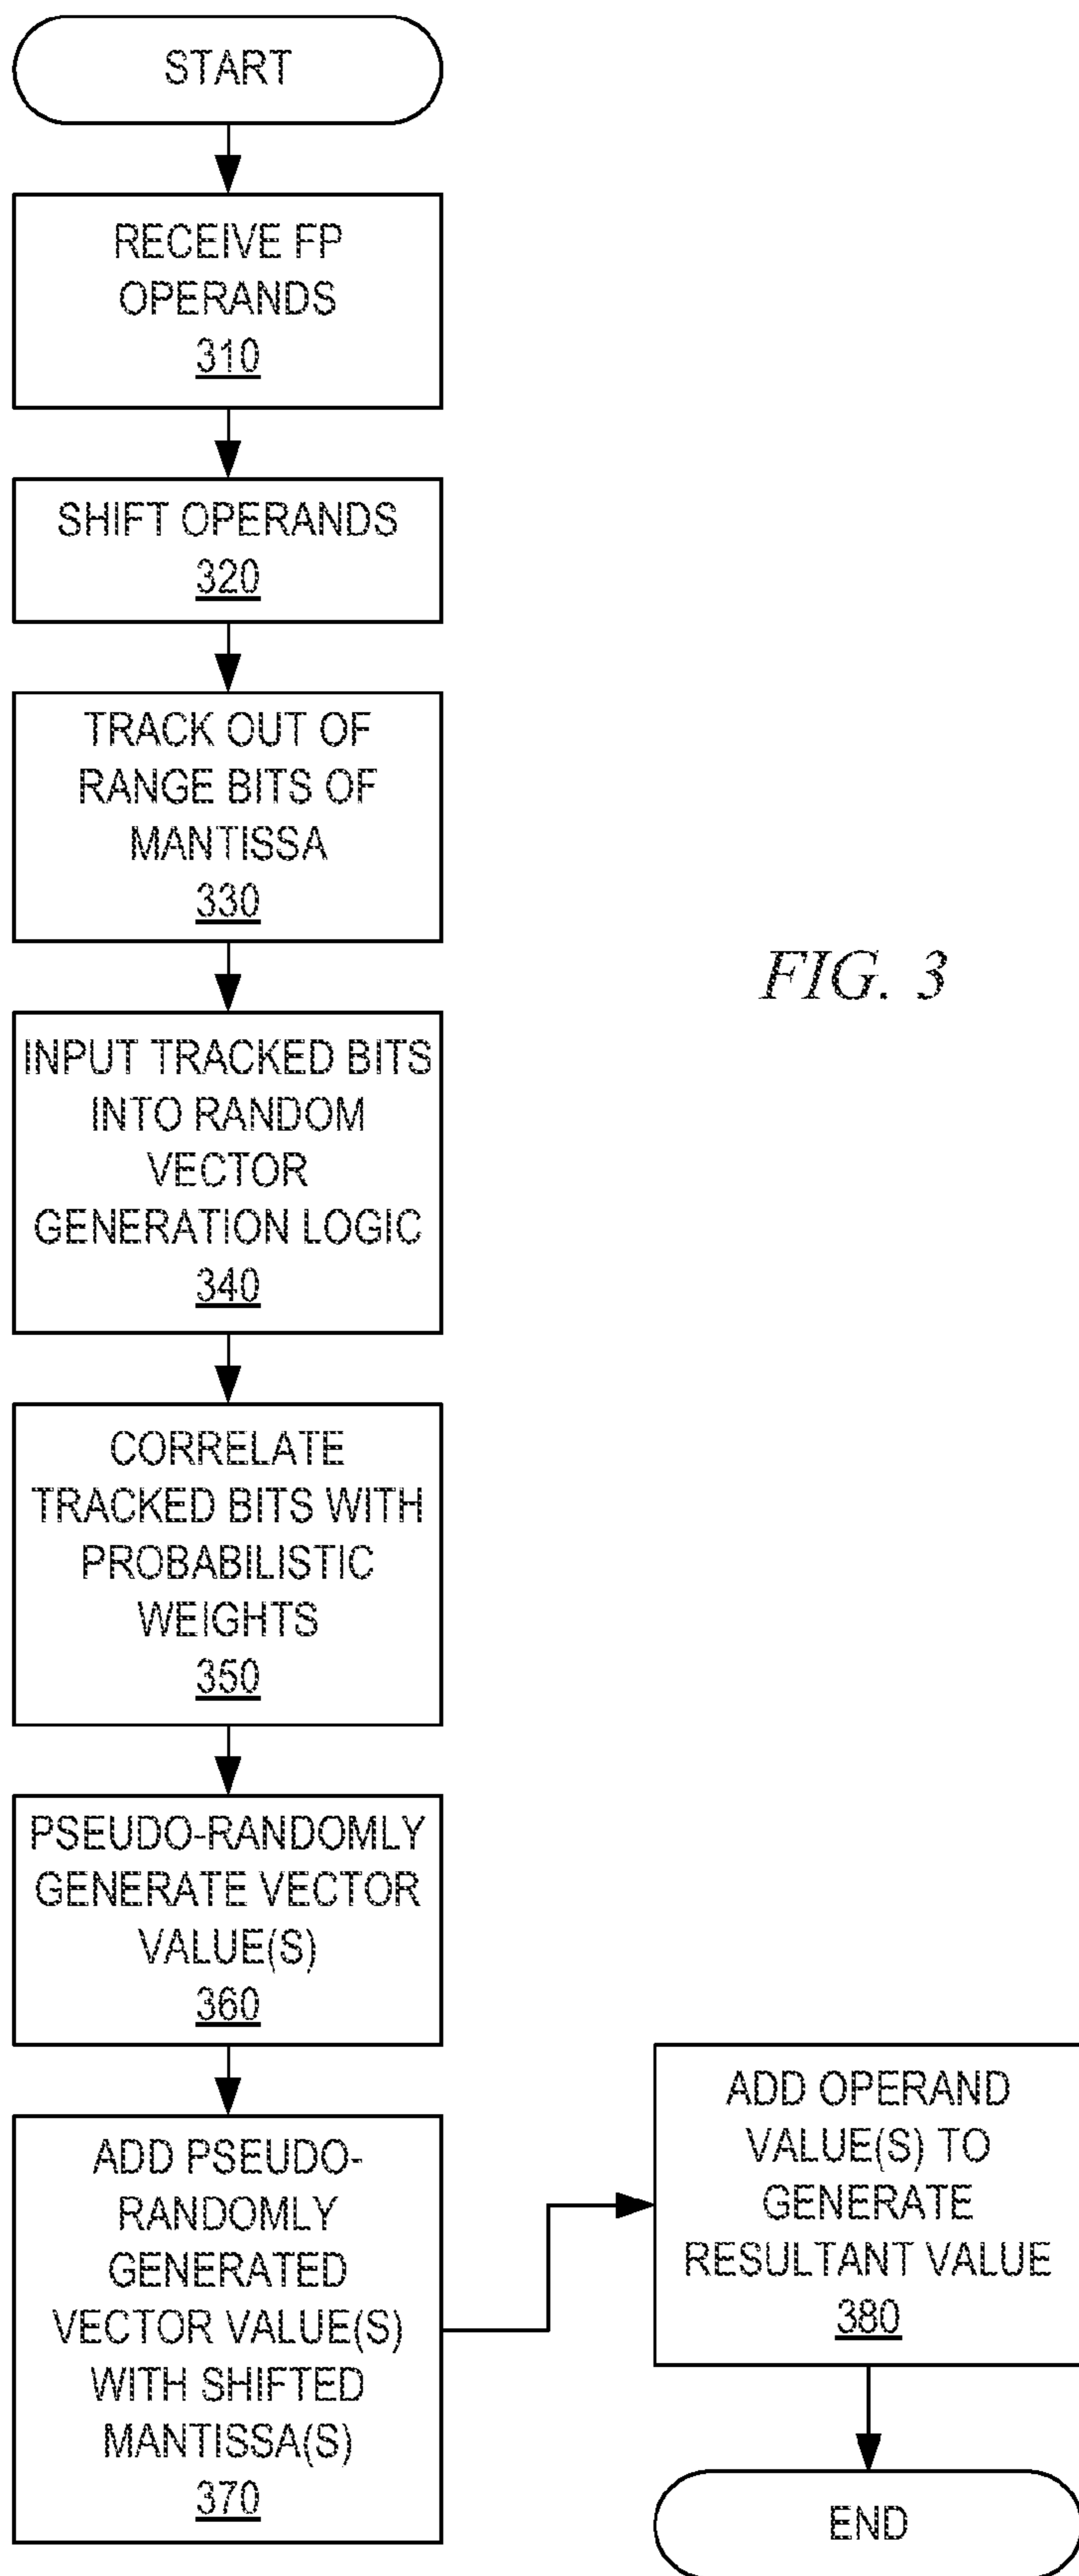 START
RECEIVE FP
OPERANDS
310
SHIFT OPERANDS
320
TRACK OUT OF
RANGE BITS OF
MANTISSA
330
INPUT TRACKED BITS
INTO RANDOM
VECTOR
GENERATION LOGIC
340
CORRELATE
TRACKED BITS WITH
PROBABILISTIC
WEIGHTS
350
PSEUDO-RANDOMLY
GENERATE VECTOR
VALUE(S)
360
ADD PSEUDO-
RANDOMLY
GENERATED
VECTOR VALUE(S)
WITH SHIFTED
MANTISSA(S)
370
ADD OPERAND
VALUE(S) TO
GENERATE
RESULTANT VALUE
380
END
FIG. 3